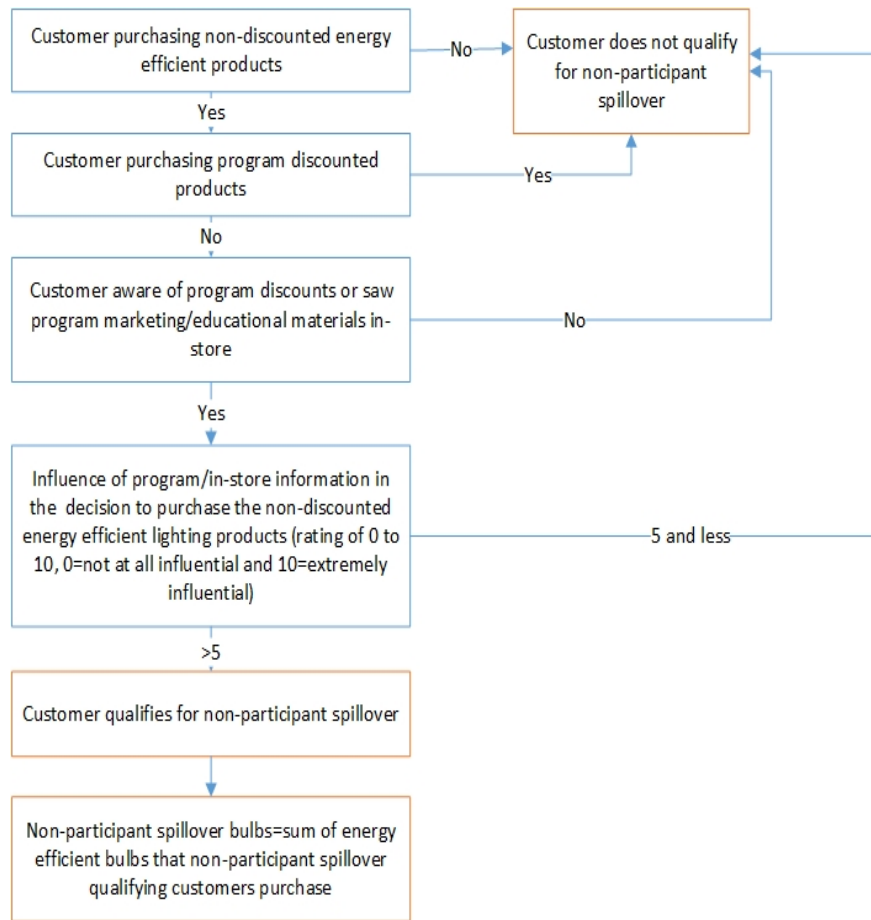 Customer purchasing non-discounted energy
efficient products
No
Customer does not qualify
for non-participant
spillover
Yes
Customer purchasing program discounted
products
Yes
No
Customer aware of program discounts or saw
program marketing/educational materials in-
store
No
Yes
Influence of program/in-store information in
the decision to purchase the non-discounted
energy efficient lighting products (rating of 0 to
10, 0=not at all influential and 10=extremely
influential)
5 and less
>5
Customer qualifies for non-participant spillover
Non-participant spillover bulbs=sum of energy
efficient bulbs that non-participant spillover
qualifying customers purchase